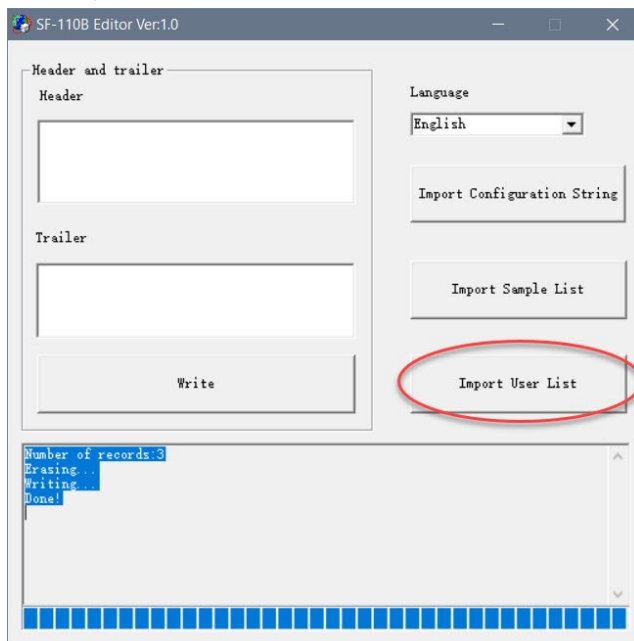 SF-110B Editor Ver:1.0
Header and trailer
Header
Trailer
Write
Language
English
Import Configuration String
Import Sample List
Import User List
Number of records:3
Erasing...
Writing...
Done!